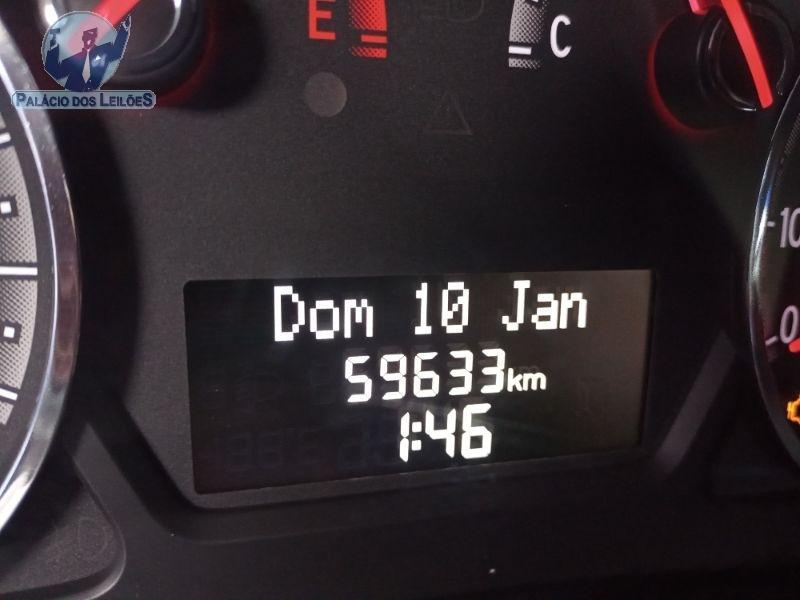 PALÁCIO DOS LEILÕES
E
C
10
0
Dom 10 Jan
59633km
1:46